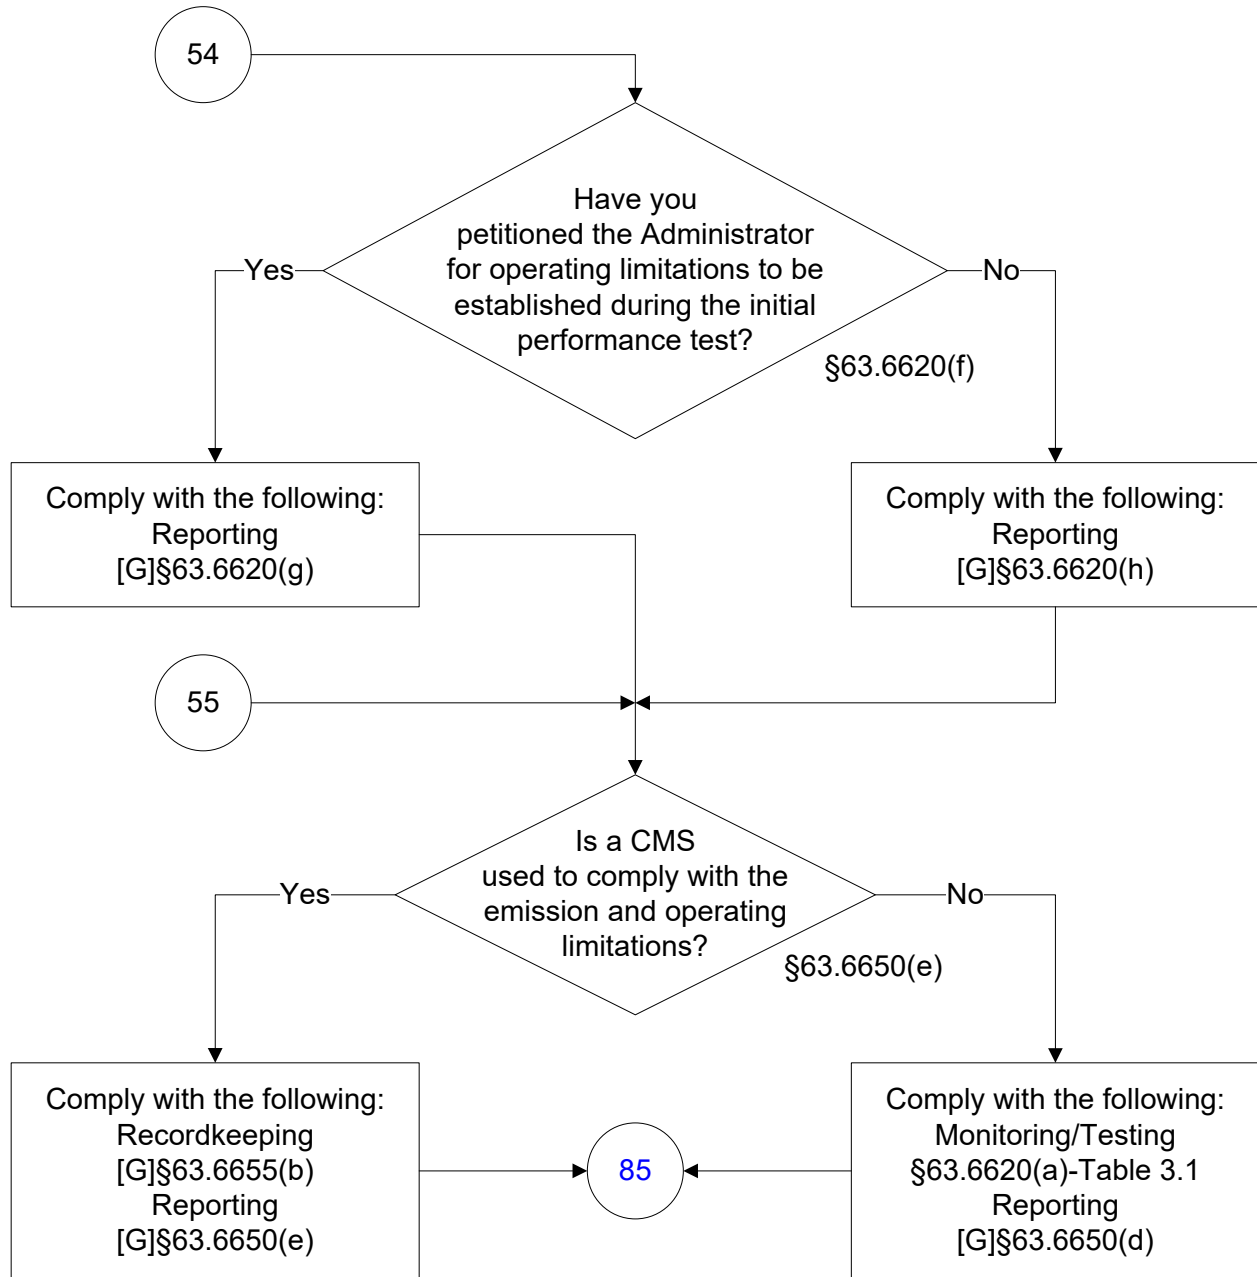 54
Have you
petitioned the Administrator
for operating limitations to be
established during the initial
performance test?
Yes
No
§63.6620(f)
Comply with the following:
Reporting
[G]§63.6620(g)
Comply with the following:
Reporting
[G]§63.6620(h)
55
Is a CMS
used to comply with the
emission and operating
limitations?
Yes
No
§63.6650(e)
Comply with the following:
Recordkeeping
[G]§63.6655(b)
Reporting
[G]§63.6650(e)
85
Comply with the following:
Monitoring/Testing
§63.6620(a)-Table 3.1
Reporting
[G]§63.6650(d)